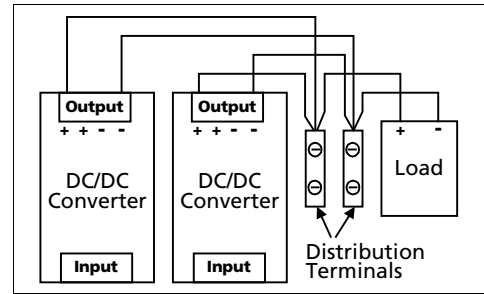 Output
+ + - -
DC/DC
Converter
Input
Output
+ + - -
DC/DC
Converter
Input
+ -
Load
Distribution
Terminals